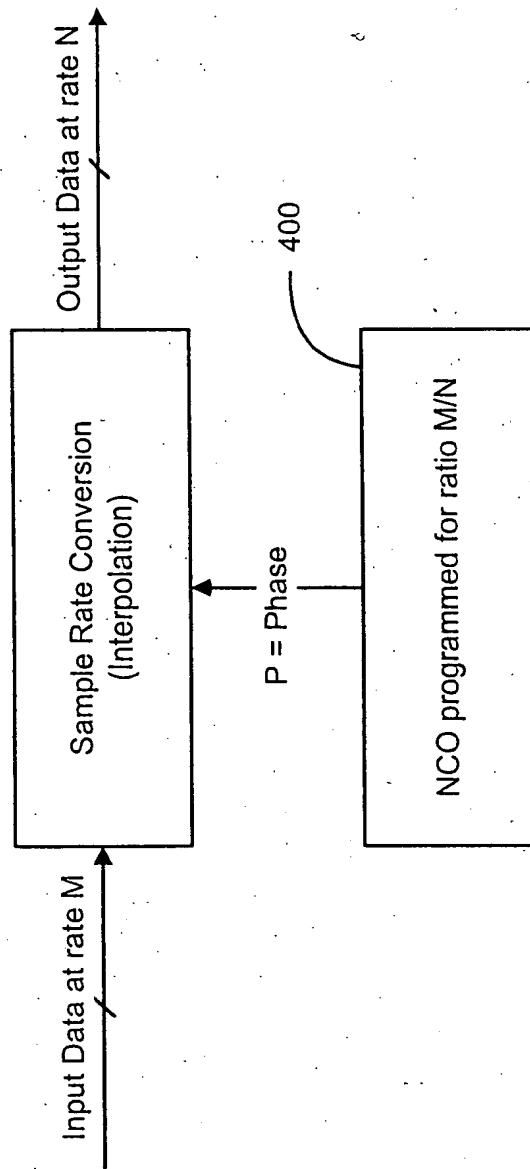 Input Data at rate M
Sample Rate Conversion
(Interpolation)
Output Data at rate N
P = Phase
400
NCO programmed for ratio M/N